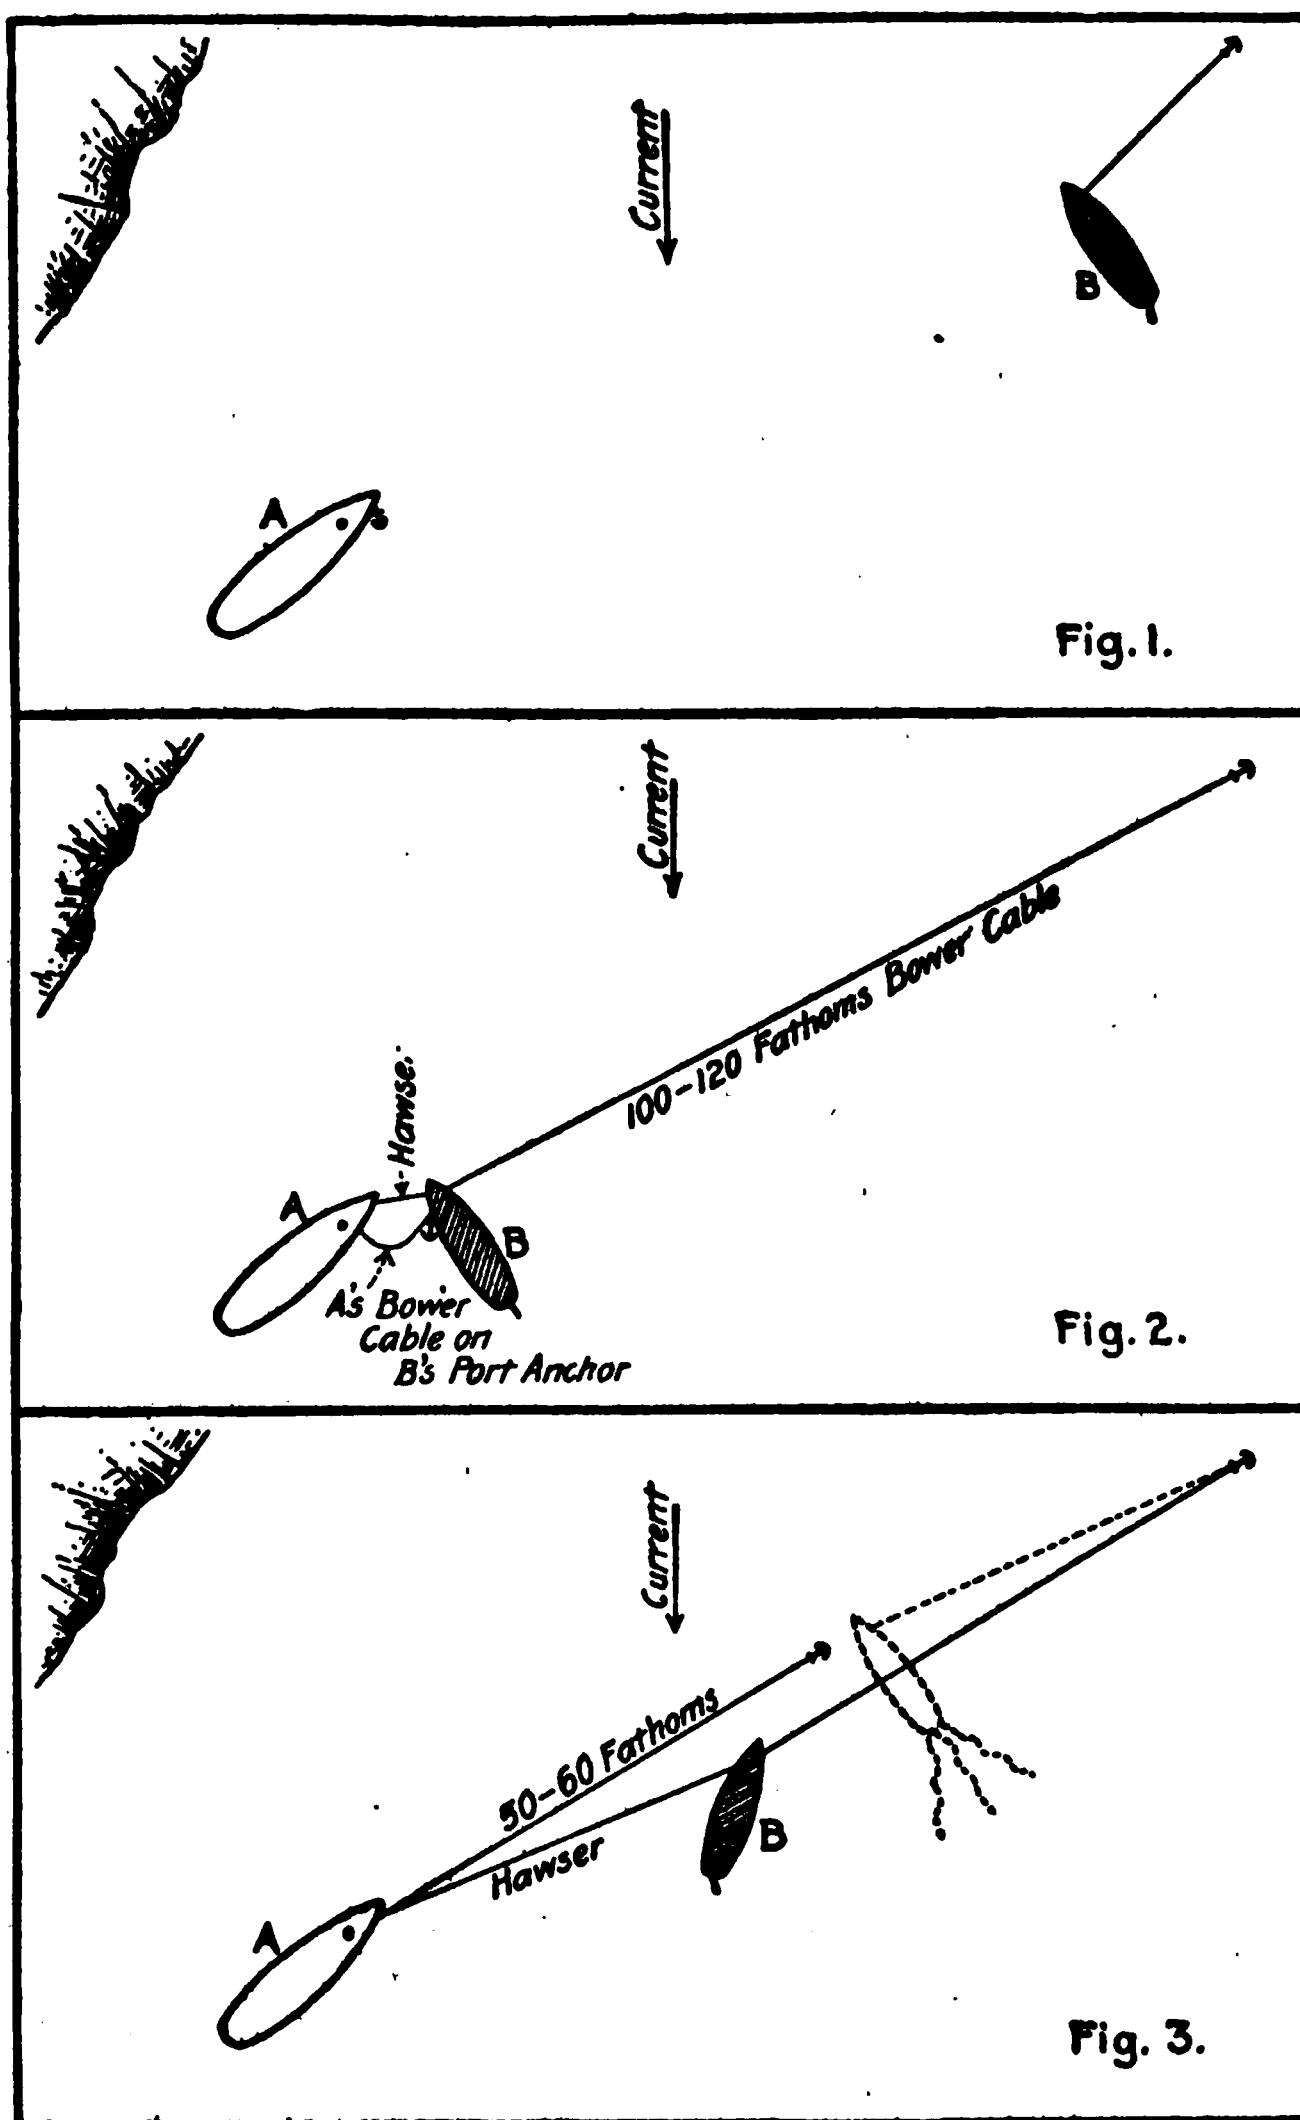 Current
B
A
Fig. 1.
Current
100-120 Fathoms Bower Cable
Hawse.
A
B
A's Bower
Cable on
B's Port Anchor
Fig. 2.
Current
50-60 Fathoms
Hawser
B
A
Fig. 3.